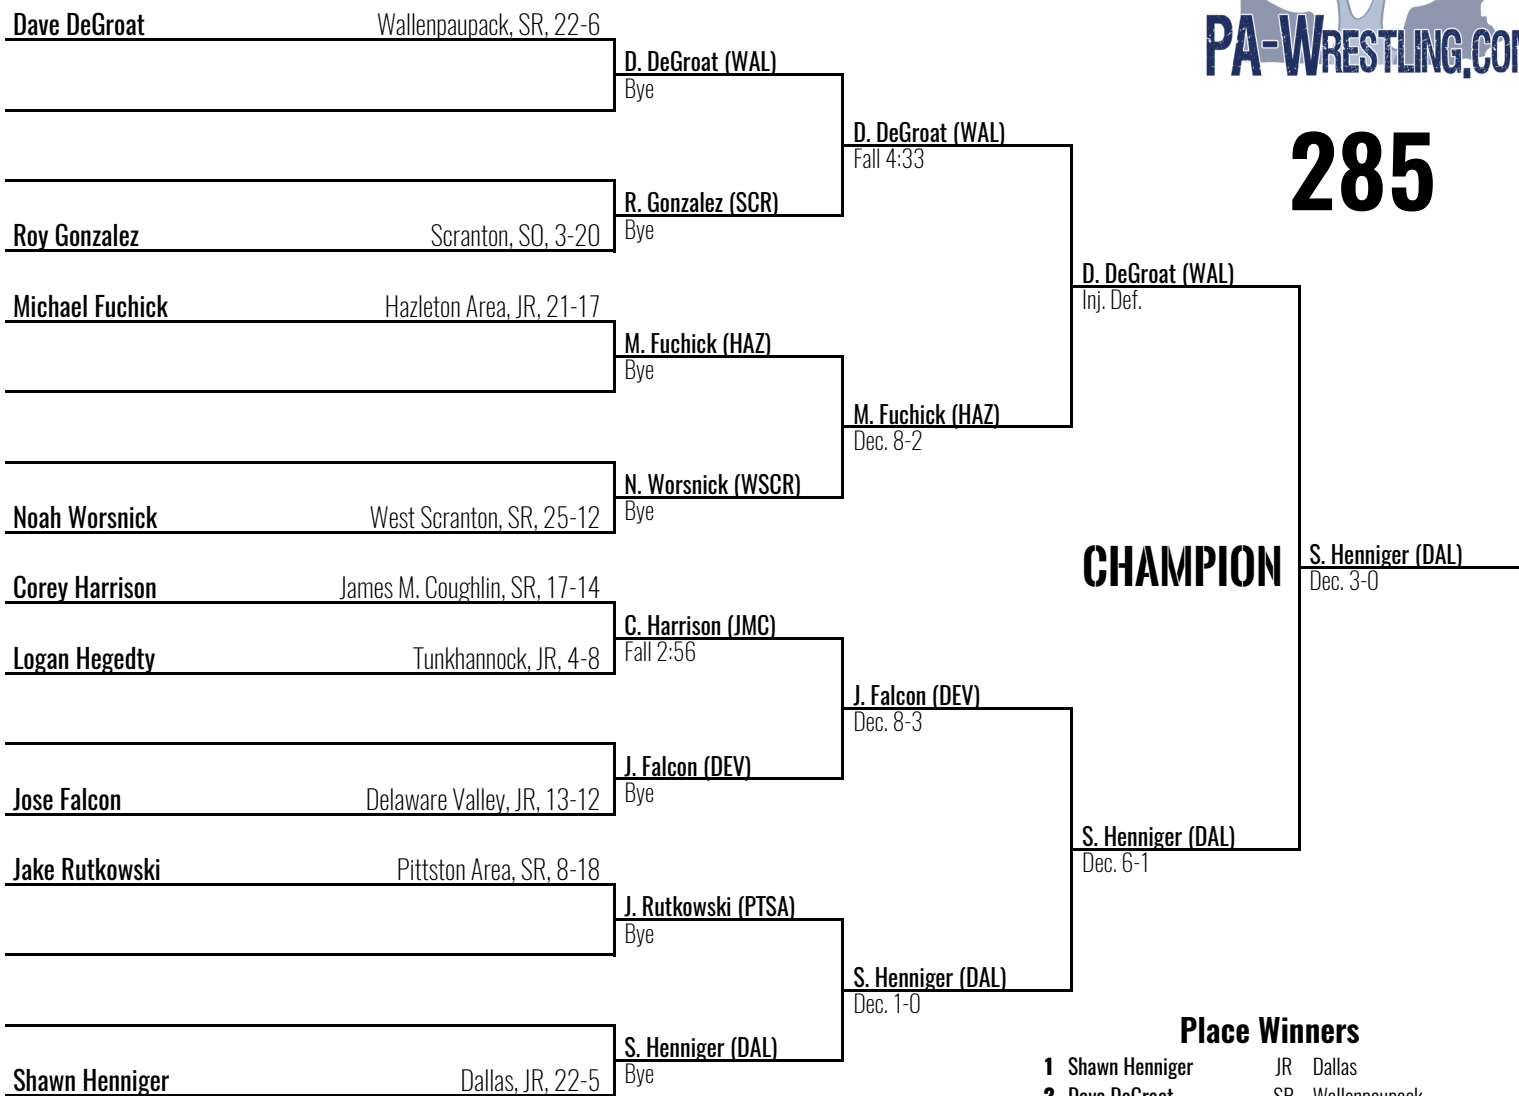 Dave DeGroat Wallenpaupack, SR, 22-6
D. DeGroat (WAL)
Bye
PA-WRESTLING.CO
D. DeGroat (WAL)
Fall 4:33
285
R. Gonzalez (SCR)
Bye
Roy Gonzalez Scranton, SO, 3-20
D. DeGroat (WAL)
Inj. Def.
Michael Fuchick Hazleton Area, JR, 21-17
M. Fuchick (HAZ)
Bye
M. Fuchick (HAZ)
Dec. 8-2
N. Worsnick (WSCR)
Bye
Noah Worsnick West Scranton, SR, 25-12
CHAMPION
S. Henniger (DAL)
Dec. 3-0
Corey Harrison James M. Coughlin, SR, 17-14
C. Harrison (JMC)
Fall 2:56
Logan Hegedty Tunkhannock, JR, 4-8
J. Falcon (DEV)
Dec. 8-3
J. Falcon (DEV)
Bye
Jose Falcon Delaware Valley, JR, 13-12
S. Henniger (DAL)
Dec. 6-1
Jake Rutkowski Pittston Area, SR, 8-18
J. Rutkowski (PTSA)
Bye
S. Henniger (DAL)
Dec. 1-0
Place Winners
S. Henniger (DAL)
Bye
1 Shawn Henniger JR Dallas
Shawn Henniger Dallas, JR, 22-5
2 Dave DeGroat SR Wallenpaupack